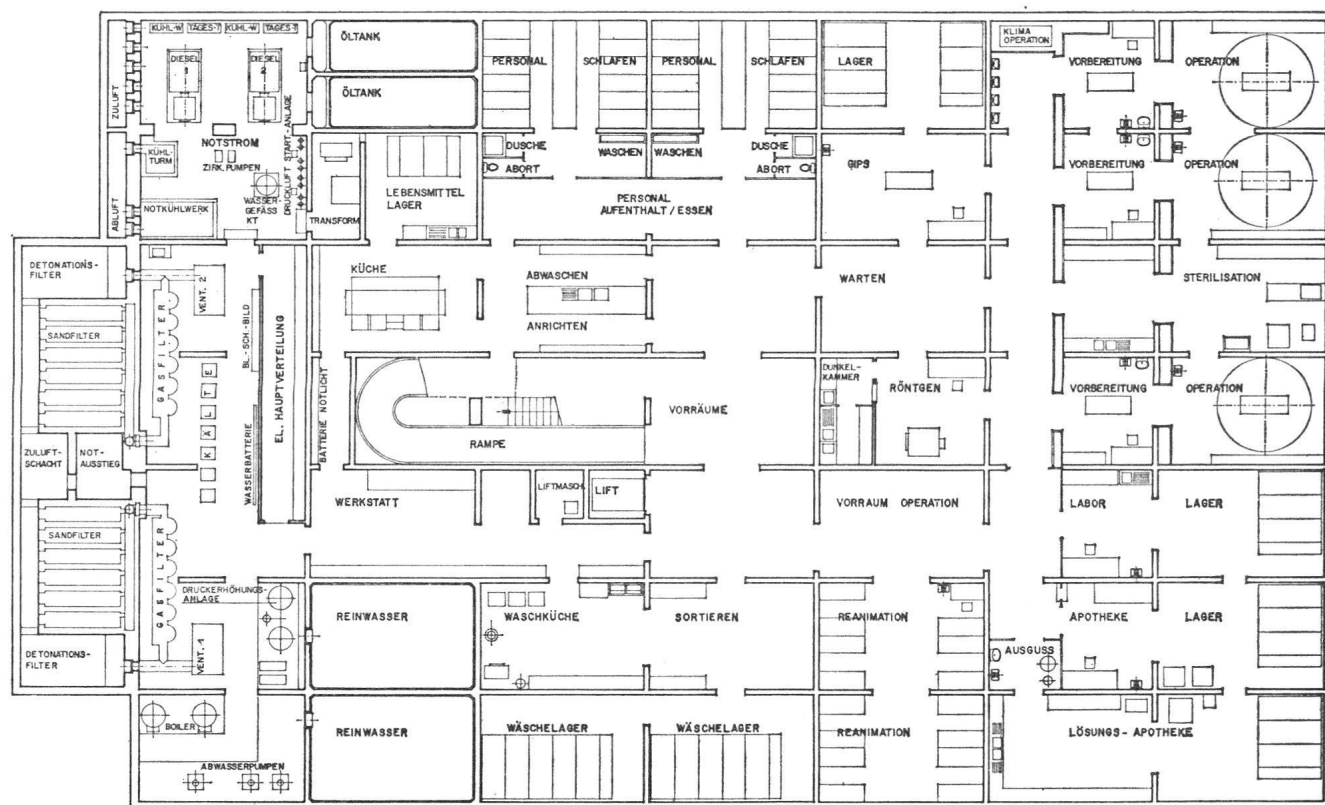 KÜHL-W TAGES-T KÜHL-W TAGES-T
DIESEL
1
DIESEL
2
ZULUFT
NOTSTROM
ZIRK. PUMPEN
KÜHL-
TURM
NOTKÜHLWERK
WASSER-
GEFÄSS
KT
DRUCKLUFT START-ANLAGE
ABLUFT
TRANSFORM
ÖLTANK
ÖLTANK
LEBENSMITTEL
LAGER
PERSONAL
SCHLAFEN
PERSONAL
SCHLAFEN
DUSCHE
ABORT
WASCHEN
WASCHEN
DUSCHE
ABORT
PERSONAL
AUFENTHALT / ESSEN
LAGER
GIPS
KLIMA
OPERATION
VORBEREITUNG
OPERATION
VORBEREITUNG
OPERATION
DETONATIONS-
FILTER
SANDFILTER
GASFILTER
VENT. 2
BL.-SCH.-BILD
EL. HAUPTVERTEILUNG
BATTERIE NOTLICHT
WASSERBATTERIE
KÄLTE
KÜCHE
ABWASCHEN
ANRICHTEN
WARTEN
STERILISATION
DUNKEL-
KAMMER
RÖNTGEN
VORBEREITUNG
OPERATION
VORRÄUME
RAMPE
ZULUFT-
SCHACHT
NOT-
AUSSTIEG
WERKSTATT
LIFTMASCH.
LIFT
VORRAUM OPERATION
LABOR
LAGER
SANDFILTER
GASFILTER
DRUCKERHÖHUNGS-
ANLAGE
VENT. 1
DETONATIONS-
FILTER
REINWASSER
WASCHKÜCHE
SORTIEREN
REANIMATION
APOTHEKE
LAGER
AUSGUSS
BOILER
ABWASSERPUMPEN
REINWASSER
WÄSCHELAGER
WÄSCHELAGER
REANIMATION
LÖSUNGS - APOTHEKE